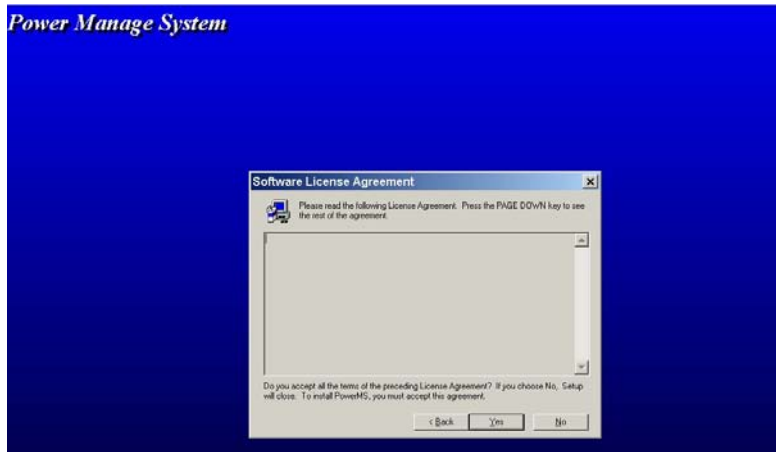 Power Manage System
Software License Agreement
Please read the following License Agreement. Press the PAGE DOWN key to see
the rest of the agreement.
Do you accept all the terms of the preceding License Agreement? If you choose No, Setup
will close. To install PowerMS, you must accept this agreement.
< Back Yes No